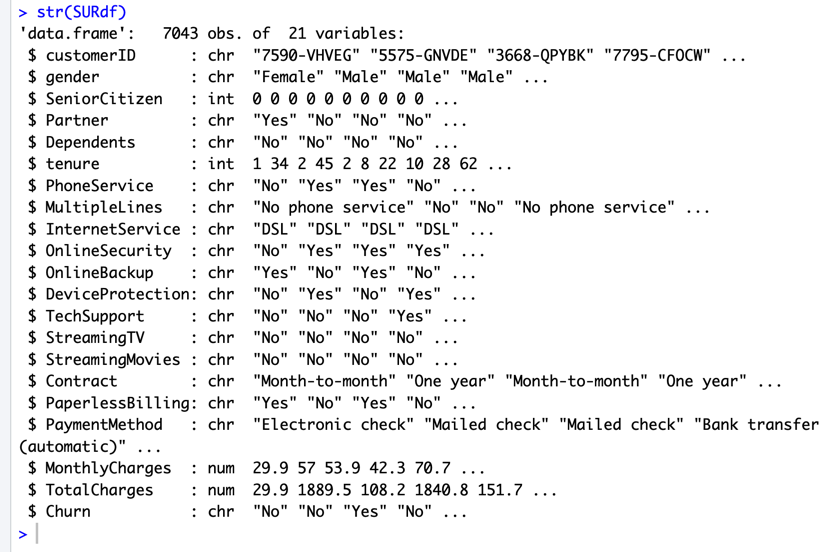 > str(SURdf)
'data.frame':   7043 obs. of  21 variables:
 $ customerID      : chr  "7590-VHVEG" "5575-GNVDE" "3668-QPYBK" "7795-CFOCW" ...
 $ gender          : chr  "Female" "Male" "Male" "Male" ...
 $ SeniorCitizen   : int  0 0 0 0 0 0 0 0 0 0 ...
 $ Partner         : chr  "Yes" "No" "No" "No" ...
 $ Dependents      : chr  "No" "No" "No" "No" ...
 $ tenure          : int  1 34 2 45 2 8 22 10 28 62 ...
 $ PhoneService    : chr  "No" "Yes" "Yes" "No" ...
 $ MultipleLines   : chr  "No phone service" "No" "No" "No phone service" ...
 $ InternetService : chr  "DSL" "DSL" "DSL" "DSL" ...
 $ OnlineSecurity  : chr  "No" "Yes" "Yes" "Yes" ...
 $ OnlineBackup    : chr  "Yes" "No" "Yes" "No" ...
 $ DeviceProtection: chr  "No" "Yes" "No" "Yes" ...
 $ TechSupport     : chr  "No" "No" "No" "Yes" ...
 $ StreamingTV     : chr  "No" "No" "No" "No" ...
 $ StreamingMovies : chr  "No" "No" "No" "No" ...
 $ Contract        : chr  "Month-to-month" "One year" "Month-to-month" "One year" ...
 $ PaperlessBilling: chr  "Yes" "No" "Yes" "No" ...
 $ PaymentMethod   : chr  "Electronic check" "Mailed check" "Mailed check" "Bank transfer
(automatic)" ...
 $ MonthlyCharges  : num  29.9 57 53.9 42.3 70.7 ...
 $ TotalCharges    : num  29.9 1889.5 108.2 1840.8 151.7 ...
 $ Churn           : chr  "No" "No" "Yes" "No" ...
>